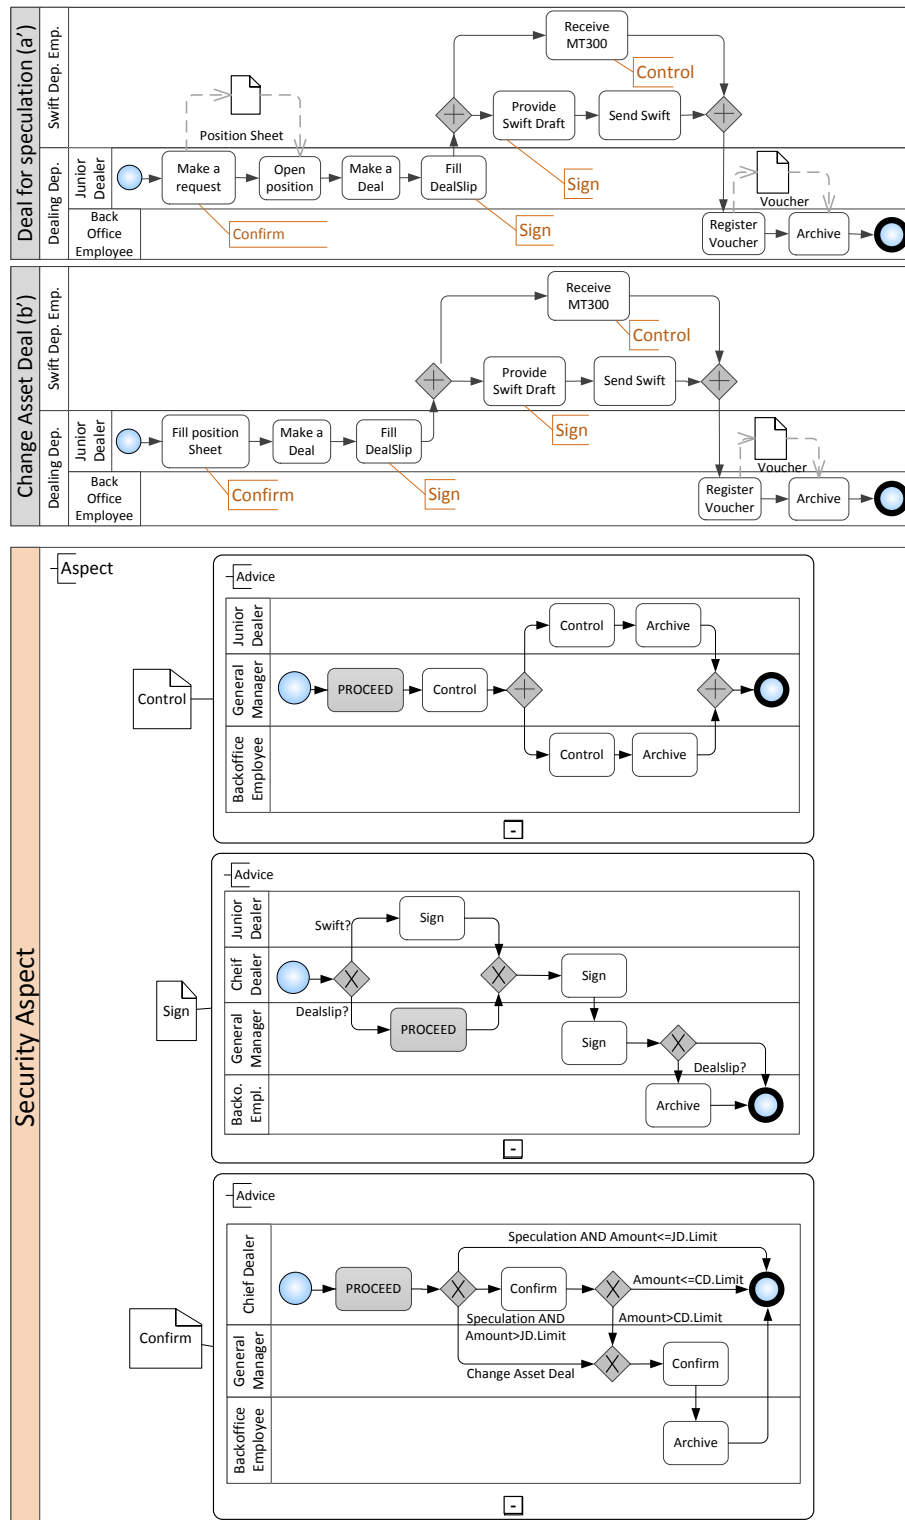 Deal for speculation (a')
Swift Dep. Emp.
Dealing Dep.
Junior
Dealer
Back
Office
Employee
Receive
MT300
Control
Provide
Swift Draft
Send Swift
Sign
Position Sheet
Make a
request
Open
position
Make a
Deal
Fill
DealSlip
Confirm
Sign
Voucher
Register
Voucher
Archive
Change Asset Deal (b')
Swift Dep. Emp.
Dealing Dep.
Junior
Dealer
Back
Office
Employee
Receive
MT300
Control
Provide
Swift Draft
Send Swift
Sign
Fill position
Sheet
Make a
Deal
Fill
DealSlip
Confirm
Sign
Voucher
Register
Voucher
Archive
Security Aspect
Aspect
Control
Advice
Junior
Dealer
General
Manager
Backoffice
Employee
Control
Archive
PROCEED
Control
Control
Archive
-
Sign
Advice
Junior
Dealer
Cheif
Dealer
General
Manager
Backo.
Empl.
Swift?
Sign
Dealslip?
PROCEED
Sign
Sign
Dealslip?
Archive
-
Confirm
Advice
Chief Dealer
General
Manager
Backoffice
Employee
Speculation AND Amount<=JD.Limit
PROCEED
Confirm
Amount<=CD.Limit
Speculation AND
Amount>JD.Limit
Amount>CD.Limit
Change Asset Deal
Confirm
Archive
-